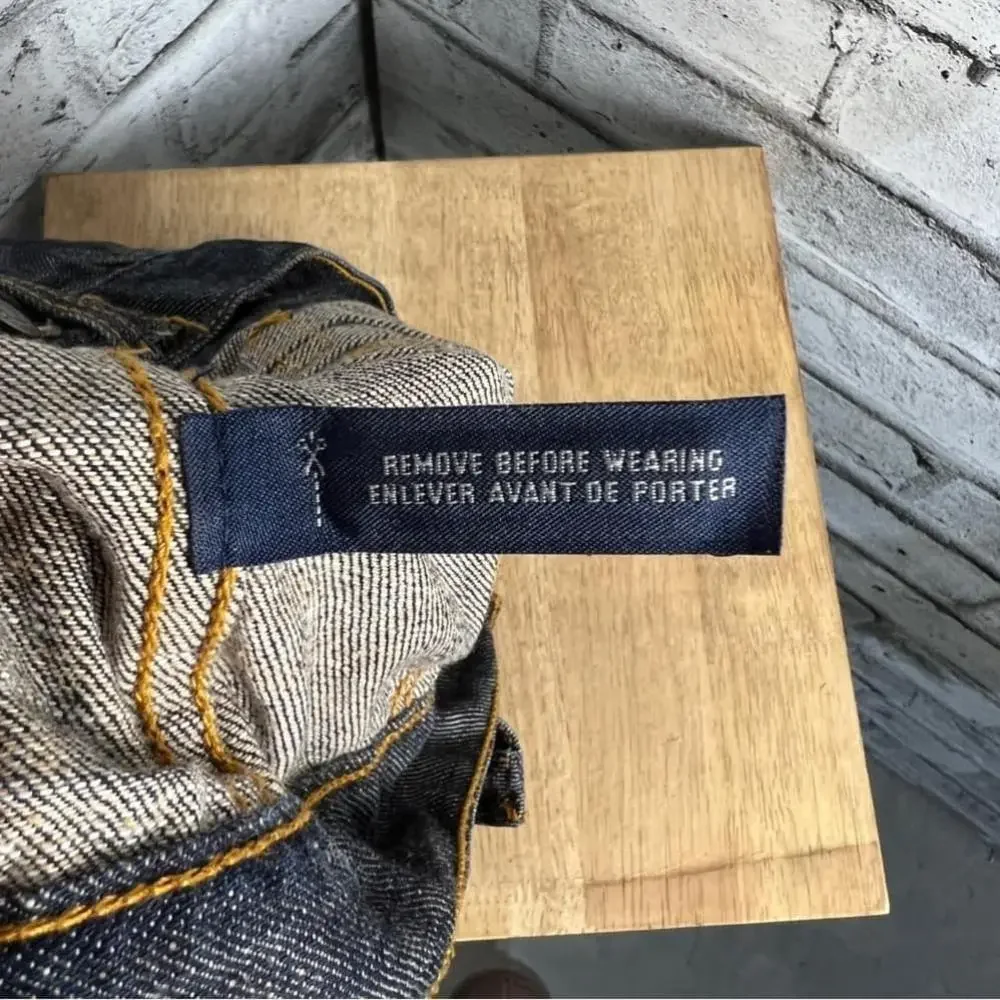 REMOVE BEFORE WEARING
ENLEVER AVANT DE PORTER